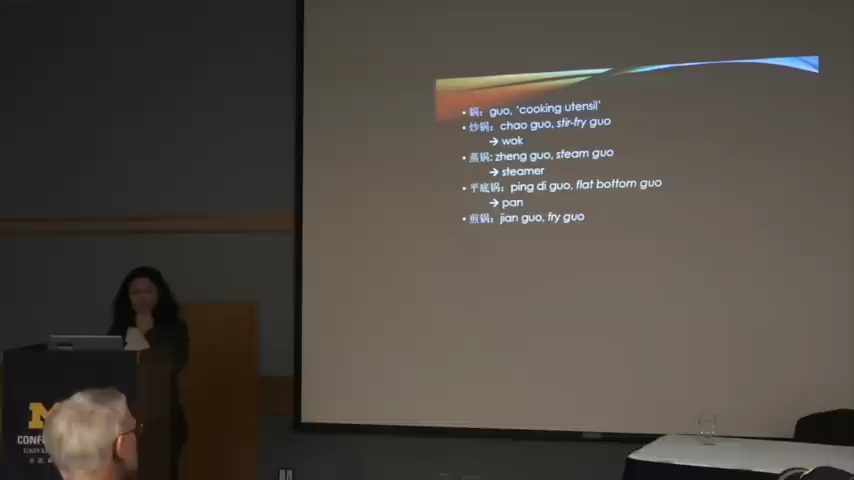 • 锅：guo, ‘cooking utensil’
• 炒锅：chao guo, stir-fry guo
→ wok
• 蒸锅: zheng guo, steam guo
→ steamer
• 平底锅：ping di guo, flat bottom guo
→ pan
• 煎锅：jian guo, fry guo
M